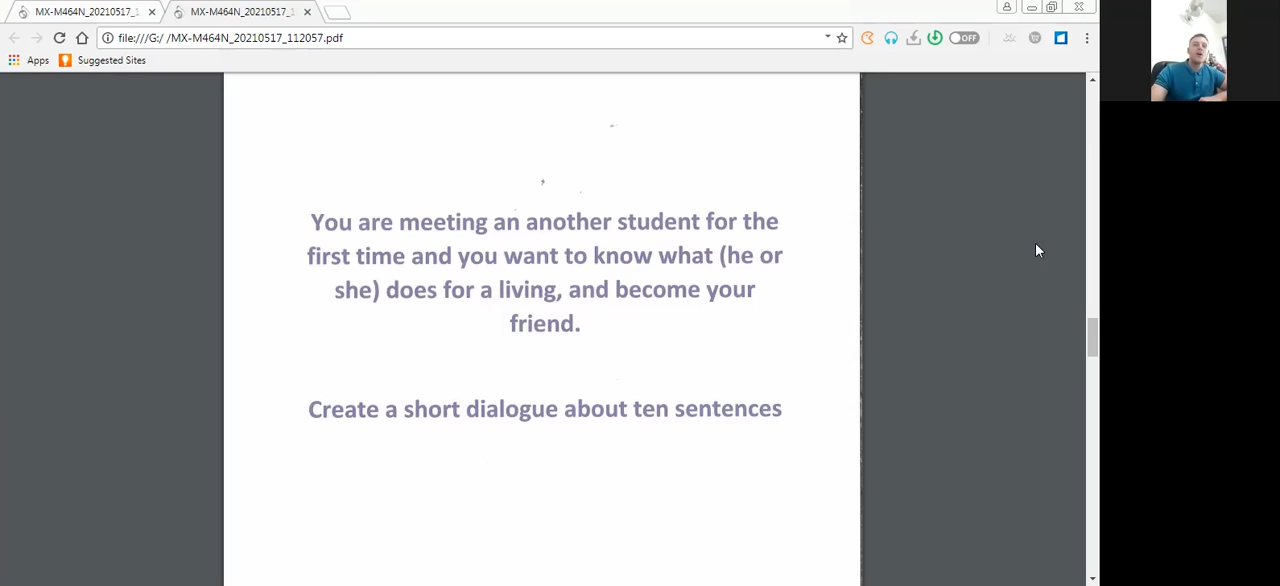 MX-M464N_20210517_1
MX-M464N_20210517_1
file:///G:/ /MX-M464N_20210517_112057.pdf
OFF
Apps
Suggested Sites
You are meeting an another student for the
first time and you want to know what (he or
she) does for a living, and become your
friend.
Create a short dialogue about ten sentences